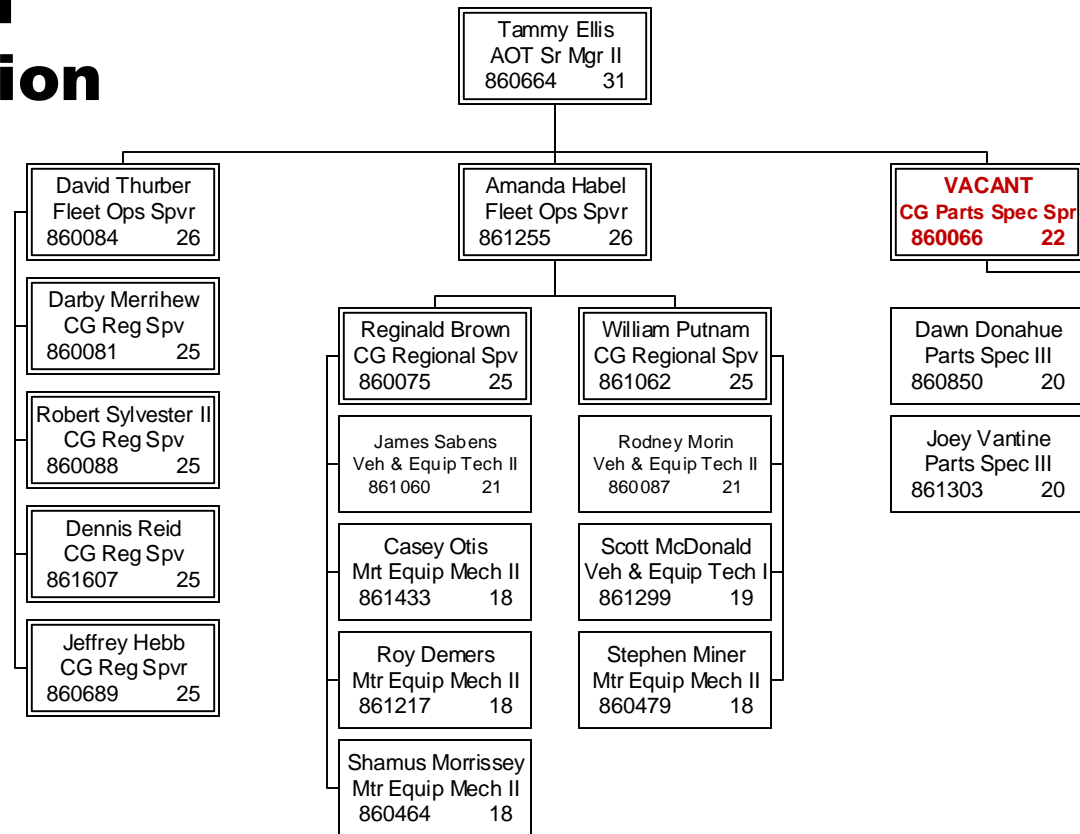 ion
Tammy Ellis
AOT Sr Mgr II
860664 31
David Thurber
Fleet Ops Spvr
860084 26
Amanda Habel
Fleet Ops Spvr
861255 26
VACANT
CG Parts Spec Spr
860066 22
Darby Merrihew
CG Reg Spv
860081 25
Robert Sylvester II
CG Reg Spv
860088 25
Dennis Reid
CG Reg Spv
861607 25
Jeffrey Hebb
CG Reg Spvr
860689 25
Reginald Brown
CG Regional Spv
860075 25
James Sabens
Veh & Equip Tech II
861060 21
Casey Otis
Mrt Equip Mech II
861433 18
Roy Demers
Mtr Equip Mech II
861217 18
Shamus Morrissey
Mtr Equip Mech II
860464 18
William Putnam
CG Regional Spv
861062 25
Rodney Morin
Veh & Equip Tech II
860087 21
Scott McDonald
Veh & Equip Tech I
861299 19
Stephen Miner
Mtr Equip Mech II
860479 18
Dawn Donahue
Parts Spec III
860850 20
Joey Vantine
Parts Spec III
861303 20